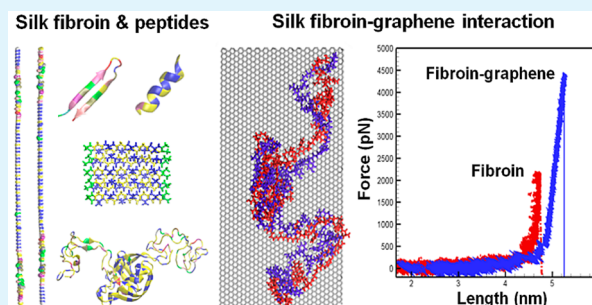 Silk fibroin & peptides
Silk fibroin-graphene interaction
5000
4500
4000
3500
3000
2500
2000
1500
1000
500
0
Force (pN)
Fibroin-graphene
Fibroin
2
3
4
5
Length (nm)